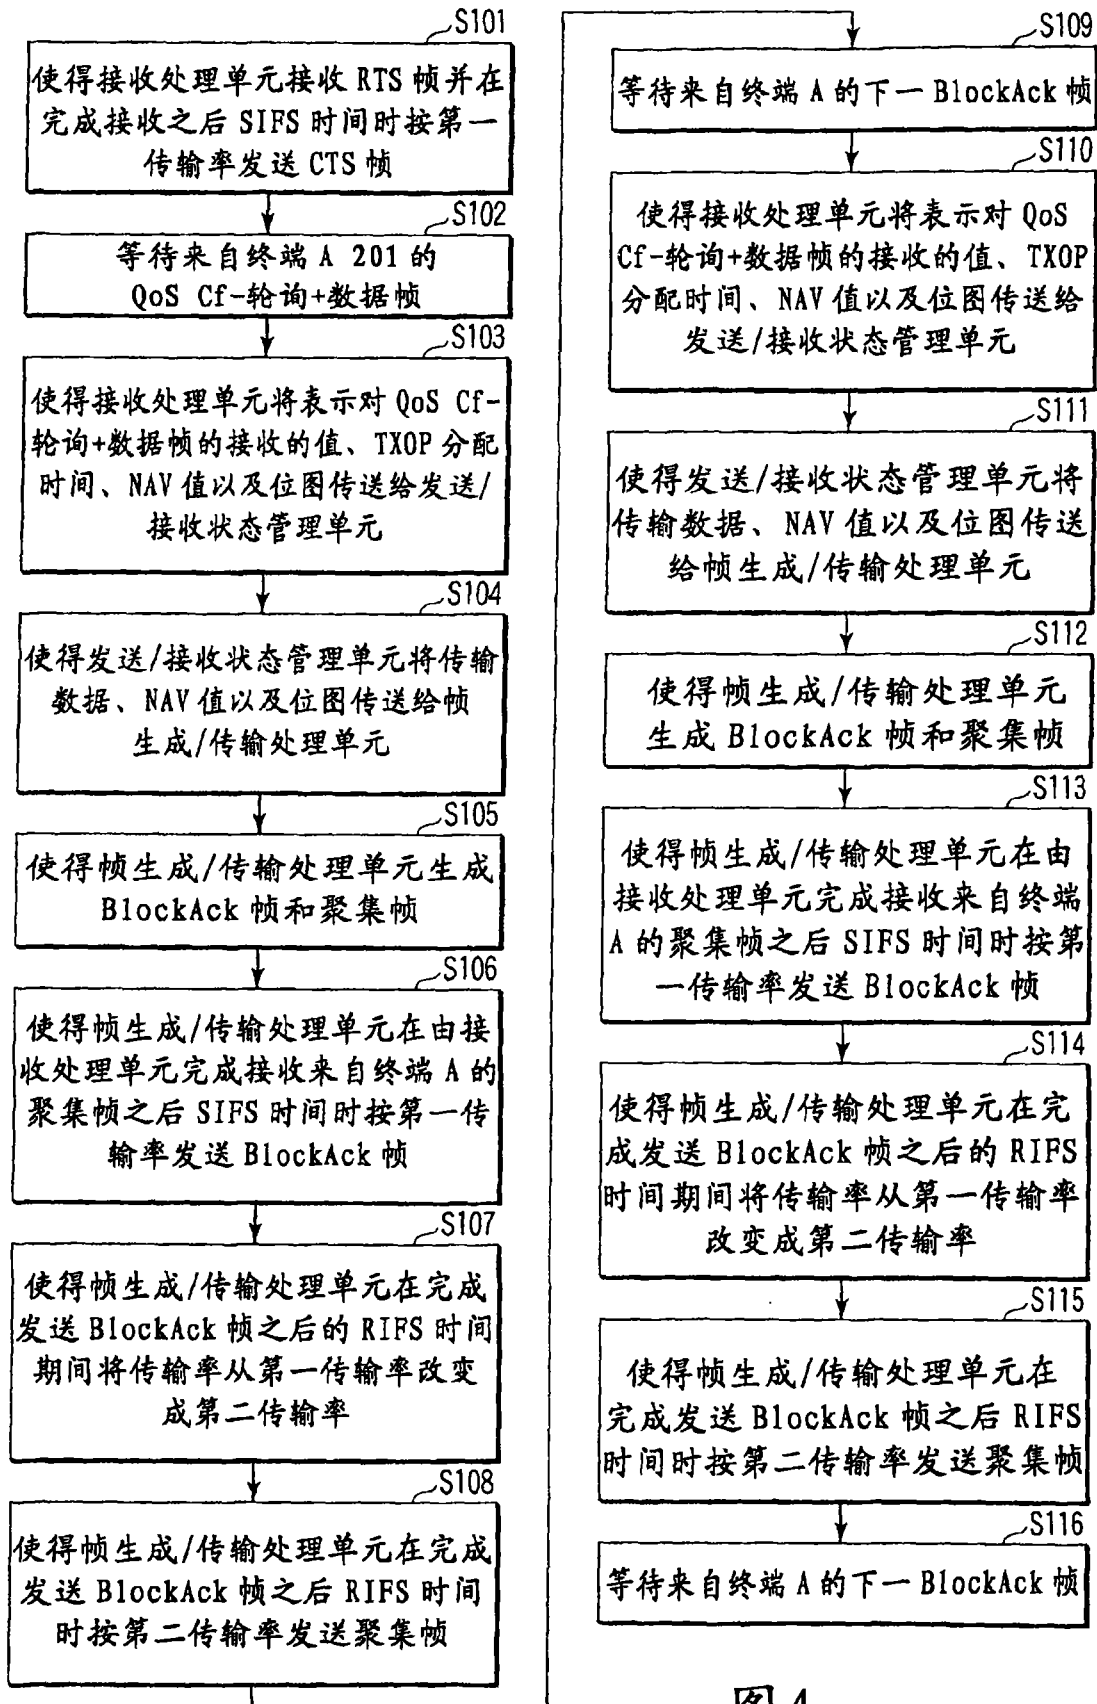 S101
使得接收处理单元接收 RTS 帧并在
完成接收之后 SIFS 时间时按第一
传输率发送 CTS 帧
S102
等待来自终端 A 201 的
QoS Cf-轮询+数据帧
S103
使得接收处理单元将表示对 QoS Cf-
轮询+数据帧的接收的值、TXOP 分配
时间、NAV 值以及位图传送给发送/
接收状态管理单元
S104
使得发送/接收状态管理单元将传输
数据、NAV 值以及位图传送给帧
生成/传输处理单元
S105
使得帧生成/传输处理单元生成
BlockAck 帧和聚集帧
S106
使得帧生成/传输处理单元在由接
收处理单元完成接收来自终端 A 的
聚集帧之后 SIFS 时间时按第一传
输率发送 BlockAck 帧
S107
使得帧生成/传输处理单元在完成
发送 BlockAck 帧之后的 RIFS 时间
期间将传输率从第一传输率改变
成第二传输率
S108
使得帧生成/传输处理单元在完成
发送 BlockAck 帧之后 RIFS 时间
时按第二传输率发送聚集帧
S109
等待来自终端 A 的下一 BlockAck 帧
S110
使得接收处理单元将表示对 QoS
Cf-轮询+数据帧的接收的值、TXOP
分配时间、NAV 值以及位图传送给
发送/接收状态管理单元
S111
使得发送/接收状态管理单元将
传输数据、NAV 值以及位图传送
给帧生成/传输处理单元
S112
使得帧生成/传输处理单元
生成 BlockAck 帧和聚集帧
S113
使得帧生成/传输处理单元在由
接收处理单元完成接收来自终端
A 的聚集帧之后 SIFS 时间时按第
一传输率发送 BlockAck 帧
S114
使得帧生成/传输处理单元在完
成发送 BlockAck 帧之后的 RIFS
时间期间将传输率从第一传输率
改变成第二传输率
S115
使得帧生成/传输处理单元在
完成发送 BlockAck 帧之后 RIFS
时间时按第二传输率发送聚集帧
S116
等待来自终端 A 的下一 BlockAck 帧
图 4